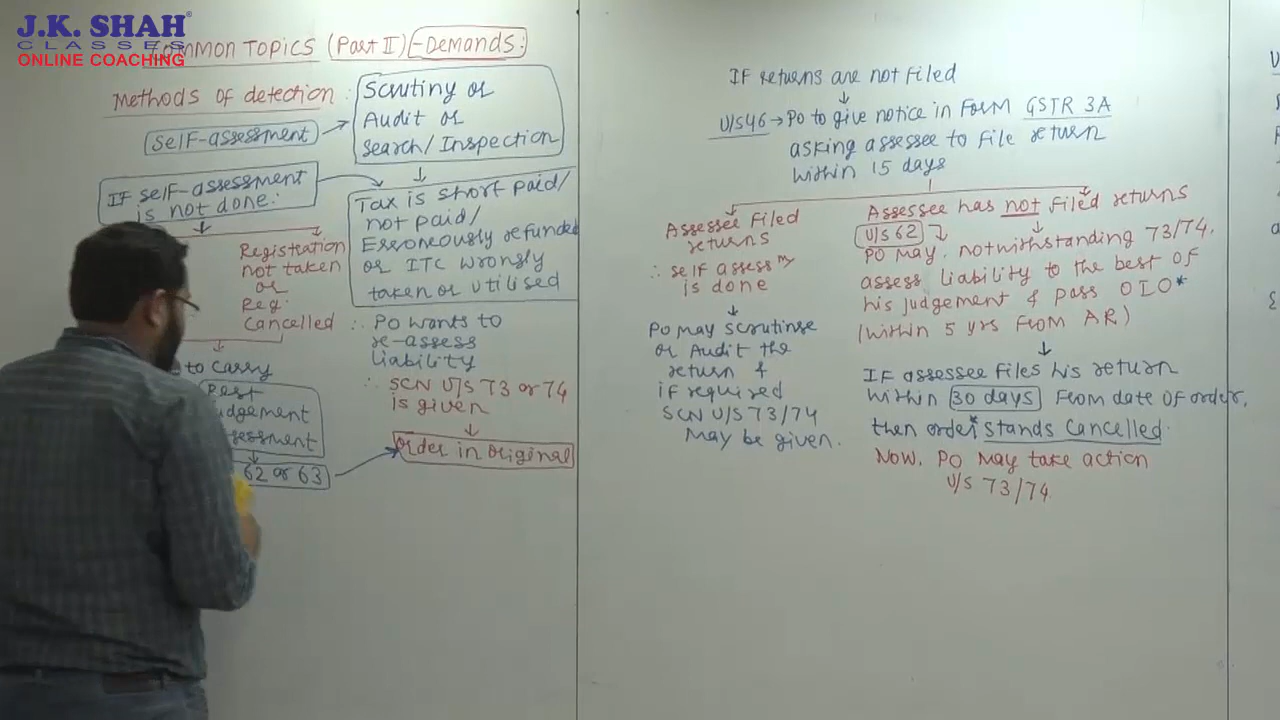 J.K. SHAH®
CLASSES
ONLINE COACHING
COMMON TOPICS (Part II) - Demands:
Methods of detection :
Self-assessment
Scrutiny or
Audit or
Search/Inspection
If self-assessment
is not done:
Tax is short paid/
not paid/
Erroneously refunded
or ITC wrongly
taken or utilised
Registration
not taken
or
Reg.
Cancelled
∴ PO wants to
re-assess
liability
∴ SCN U/S 73 or 74
is given
Order in original
to carry
Best
Judgement
Assessment
62 or 63
If returns are not filed
U/S 46 → PO to give notice in Form GSTR 3A
asking assessee to file return
within 15 days
Assessee filed
returns
∴ self assessmᵗ
is done
PO may scrutinse
or Audit the
return &
if required
SCN U/S 73/74
may be given.
Assessee has not filed returns
U/S 62
PO may, notwithstanding 73/74,
assess liability to the best of
his judgement & pass OIO*
(within 5 yrs from AR)
If assessee files his return
within 30 days from date of order,
then order* stands cancelled.
Now, PO may take action
U/S 73/74